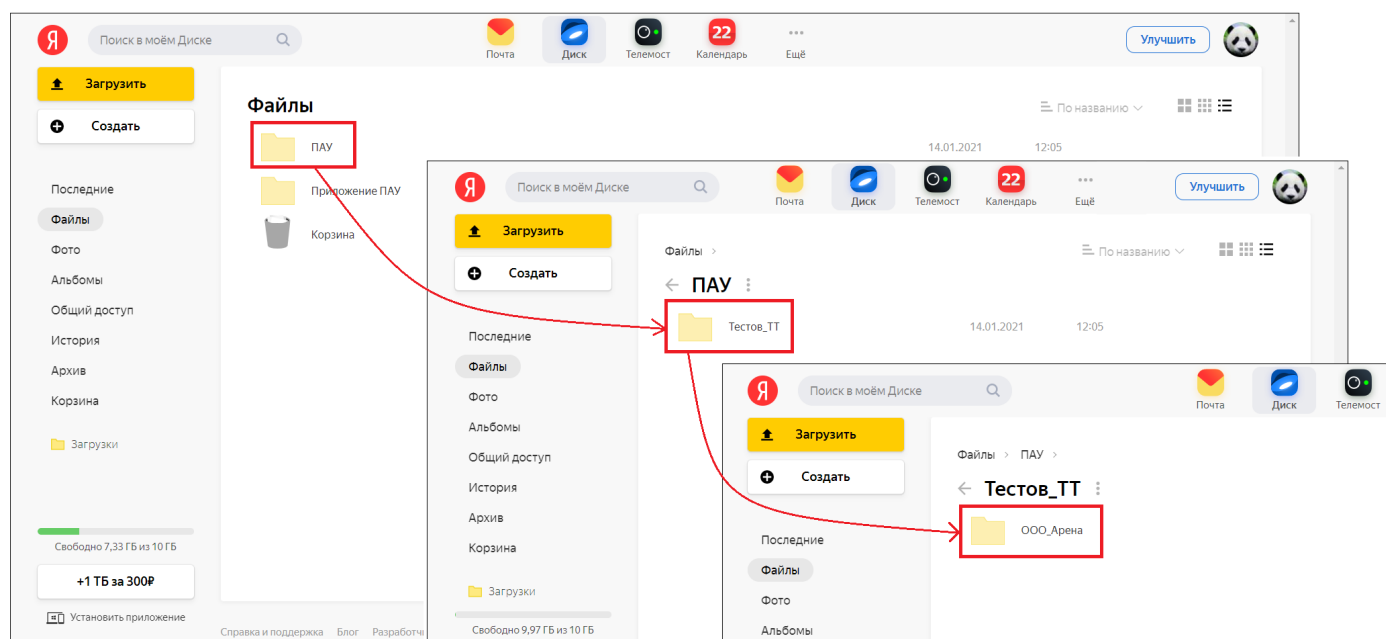 Я Поиск в моём Диске
22
Почта Диск Телемост Календарь Ещё
Улучшить
Загрузить
Создать
Последние
Файлы
Фото
Альбомы
Общий доступ
История
Архив
Корзина
Загрузки
Свободно 7,33 ГБ из 10 ГБ
+1 ТБ за 300₽
Установить приложение
Файлы
По названию
ПАУ 14.01.2021 12:05
Приложение ПАУ
Корзина
Справка и поддержка Блог
Я Поиск в моём Диске
22
Почта Диск Телемост Календарь Ещё
Улучшить
Загрузить
Создать
Последние
Файлы
Фото
Альбомы
Общий доступ
История
Архив
Корзина
Загрузки
Свободно 9,97 ГБ из 10 ГБ
Файлы >
По названию
ПАУ
Тестов_ТТ 14.01.2021 12:05
Я Поиск в моём Диске
Почта Диск Телемост
Загрузить
Создать
Последние
Файлы
Фото
Альбомы
Файлы > ПАУ >
Тестов_ТТ
ООО_Арена